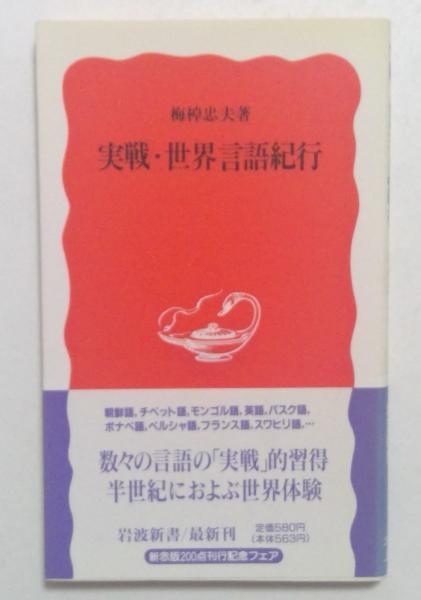 梅棹忠夫著
実戦・世界言語紀行
朝鮮語，チベット語，モンゴル語，英語，バスク語，
ポナペ語，ペルシャ語，フランス語，スワヒリ語，…
数々の言語の「実戦」的習得
半世紀におよぶ世界体験
岩波新書/最新刊
定価580円
(本体563円)
新赤版200点刊行記念フェア